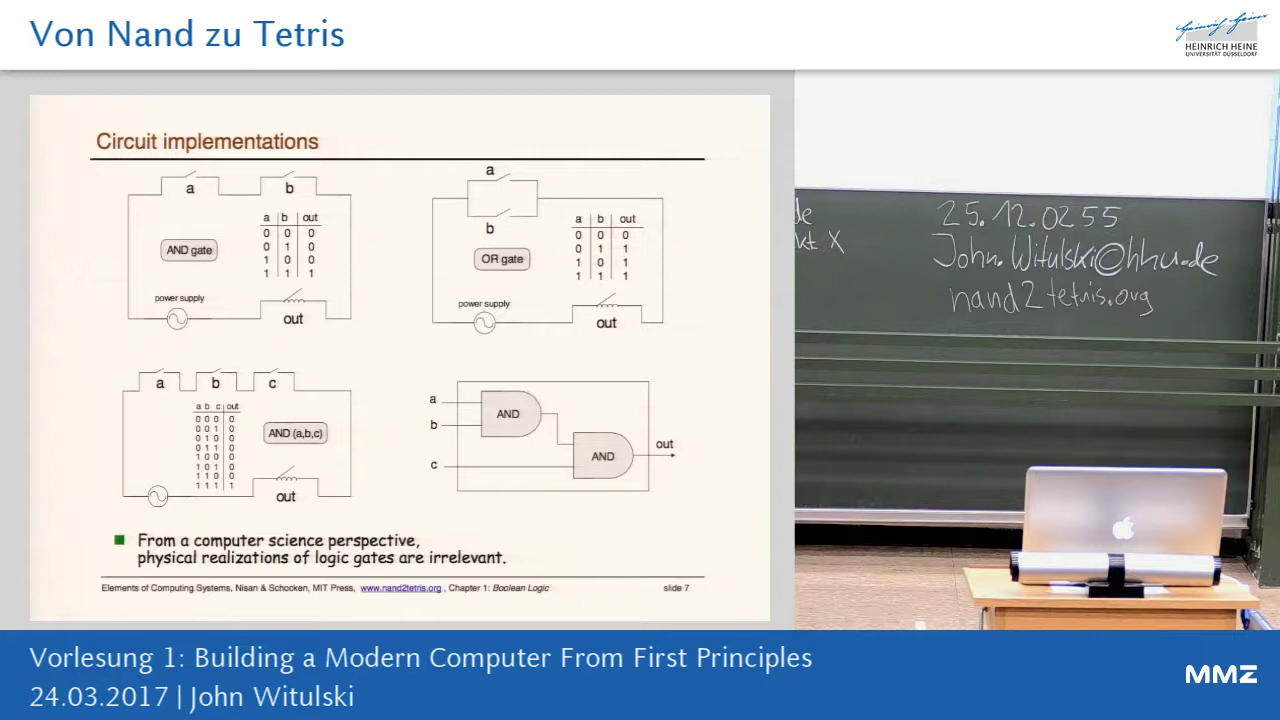 Von Nand zu Tetris
HEINRICH HEINE
UNIVERSITÄT DÜSSELDORF
Circuit implementations
a
b
a b out
0 0 0
0 1 0
1 0 0
1 1 1
AND gate
power supply
out
a
b
a b out
0 0 0
0 1 1
1 0 1
1 1 1
OR gate
power supply
out
a
b
c
a b c out
0 0 0 0
0 0 1 0
0 1 0 0
0 1 1 0
1 0 0 0
1 0 1 0
1 1 0 0
1 1 1 1
AND (a,b,c)
out
a
b
c
AND
AND
out
From a computer science perspective,
physical realizations of logic gates are irrelevant.
Elements of Computing Systems, Nisan & Schocken, MIT Press, www.nand2tetris.org , Chapter 1: Boolean Logic
slide 7
de
kt X
25.12.0255
John.Witulski@hhu.de
nand2tetris.org
Vorlesung 1: Building a Modern Computer From First Principles
24.03.2017 | John Witulski
MMZ